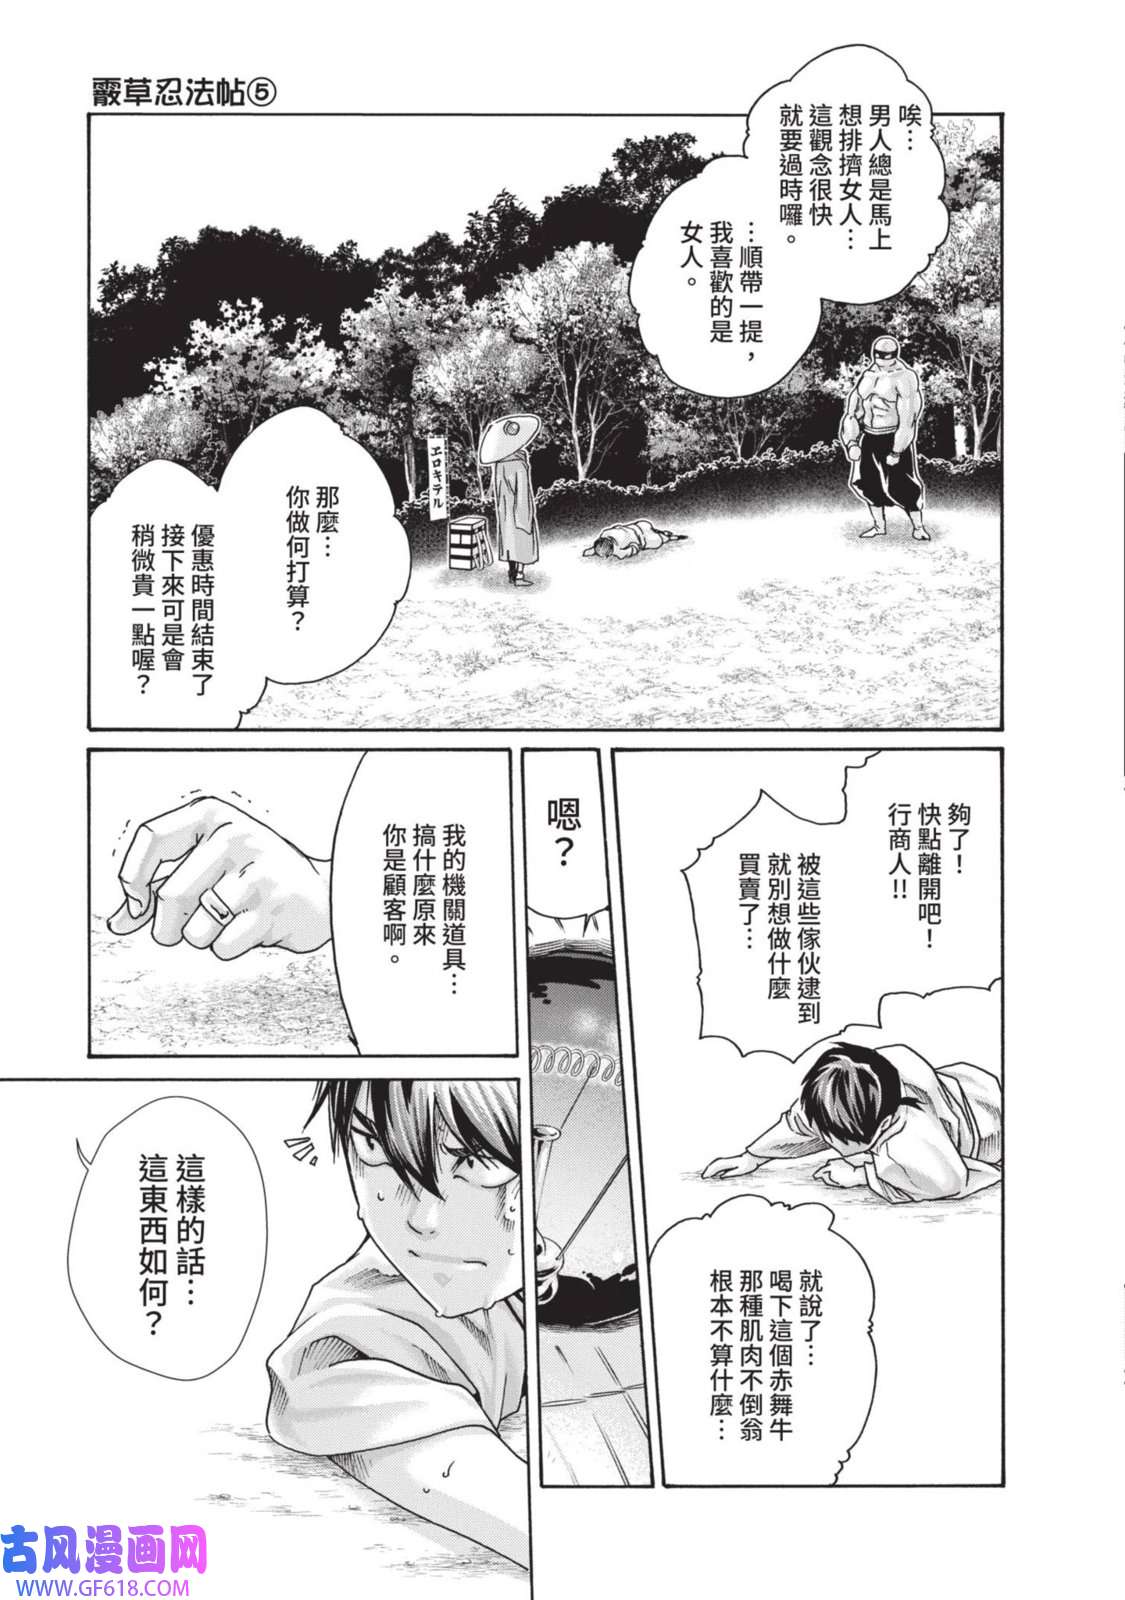 霰草忍法帖⑤
唉…
男人總是馬上
想排擠女人…
這觀念很快
就要過時囉。
…順帶一提，
我喜歡的是
女人。
ヱロキテル
那麼…
你做何打算？
優惠時間結束了
接下來可是會
稍微貴一點喔？
夠了！
快點離開吧！
行商人!!
被這些傢伙逮到
就別想做什麼
買賣了…
就說了…
喝下這個赤舞牛
那種肌肉不倒翁
根本不算什麼…
嗯？
我的機關道具…
搞什麼原來
你是顧客啊。
這樣的話…
這東西如何？
古风漫画网
WWW.GF618.COM